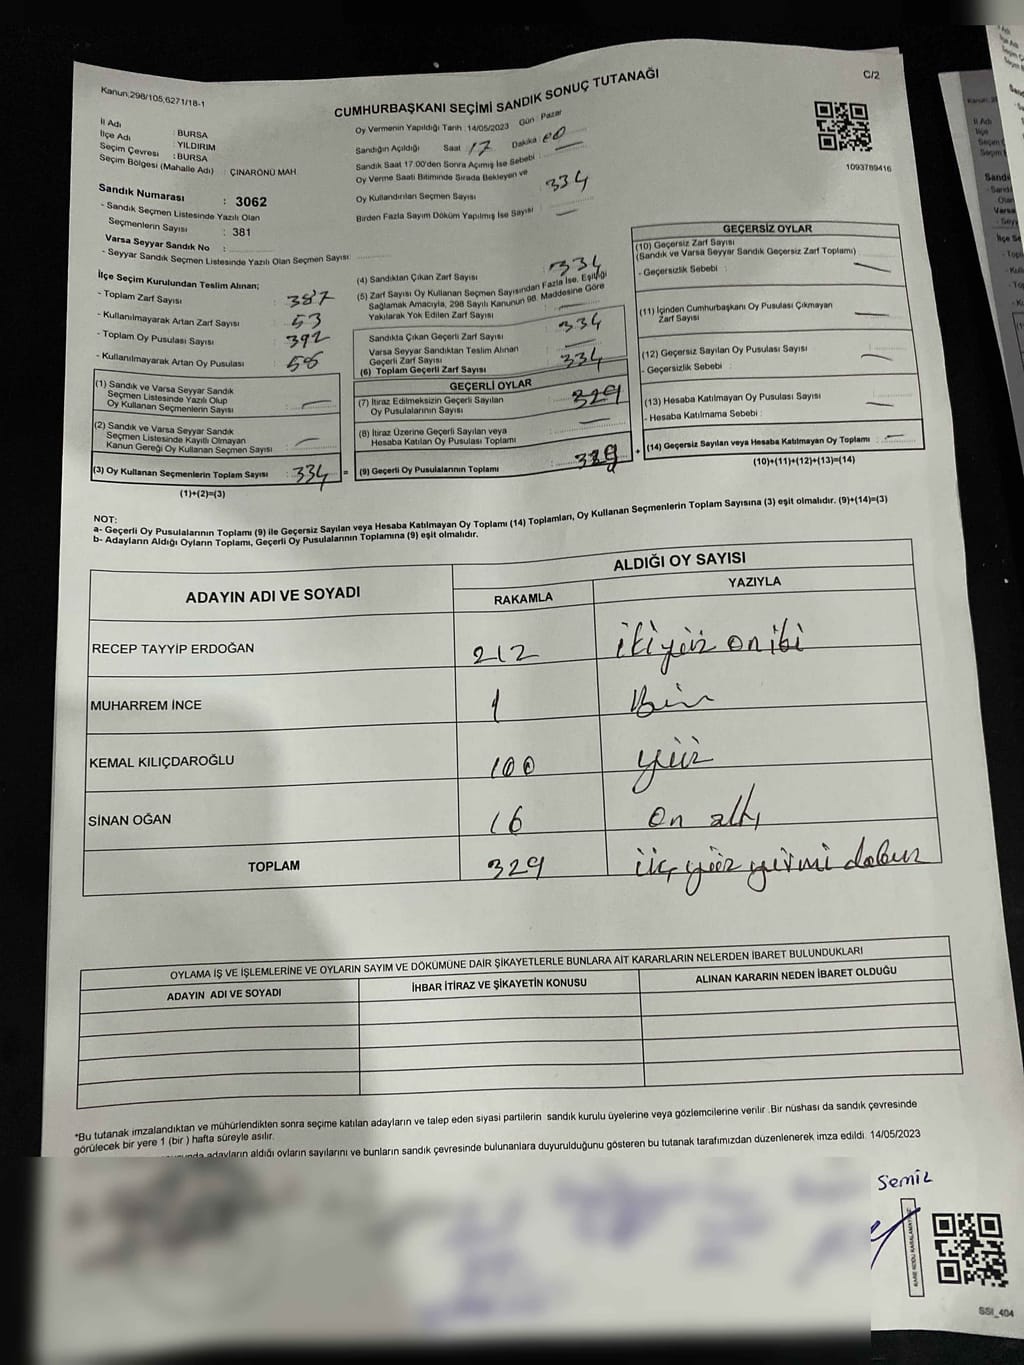 Kanun;298/105,6271/18-1
C/2
CUMHURBAŞKANI SEÇİMİ SANDIK SONUÇ TUTANAĞI
İl Adı : BURSA
İlçe Adı : YILDIRIM
Seçim Çevresi : BURSA
Seçim Bölgesi (Mahalle Adı) : ÇINARÖNÜ MAH.
Oy Vermenin Yapıldığı Tarih :14/05/2023 Gün : Pazar
Sandığın Açıldığı Saat 17 Dakika : 00
Sandık Saat 17:00'den Sonra Açımış İse Sebebi : —
Oy Verme Saati Bitiminde Sırada Bekleyen ve
Oy Kullandırılan Seçmen Sayısı 334
Birden Fazla Sayım Döküm Yapılmış İse Sayısı : —
1093789416
Sandık Numarası : 3062
- Sandık Seçmen Listesinde Yazılı Olan
Seçmenlerin Sayısı : 381
Varsa Seyyar Sandık No :
- Seyyar Sandık Seçmen Listesinde Yazılı Olan Seçmen Sayısı:
İlçe Seçim Kurulundan Teslim Alınan;
- Toplam Zarf Sayısı : 387
- Kullanılmayarak Artan Zarf Sayısı : 53
- Toplam Oy Pusulası Sayısı : 392
- Kullanılmayarak Artan Oy Pusulası : 58
(1) Sandık ve Varsa Seyyar Sandık
Seçmen Listesinde Yazılı Olup
Oy Kullanan Seçmenlerin Sayısı : —
(2) Sandık ve Varsa Seyyar Sandık
Seçmen Listesinde Kayıtlı Olmayan
Kanun Gereği Oy Kullanan Seçmen Sayısı : —
(3) Oy Kullanan Seçmenlerin Toplam Sayısı : 334 =
(1)+(2)=(3)
(4) Sandıktan Çıkan Zarf Sayısı : 334
(5) Zarf Sayısı Oy Kullanan Seçmen Sayısından Fazla İse, Eşitliği
Sağlamak Amacıyla, 298 Sayılı Kanunun 98. Maddesine Göre
Yakılarak Yok Edilen Zarf Sayısı : —
Sandıkta Çıkan Geçerli Zarf Sayısı : 334
Varsa Seyyar Sandıktan Teslim Alınan
Geçerli Zarf Sayısı : —
(6) Toplam Geçerli Zarf Sayısı : 334
GEÇERLİ OYLAR
(7) İtiraz Edilmeksizin Geçerli Sayılan
Oy Pusulalarının Sayısı : 329
(8) İtiraz Üzerine Geçerli Sayılan veya
Hesaba Katılan Oy Pusulası Toplamı : —
(9) Geçerli Oy Pusulalarının Toplamı : 329 +
GEÇERSİZ OYLAR
(10) Geçersiz Zarf Sayısı
(Sandık ve Varsa Seyyar Sandık Geçersiz Zarf Toplamı) :
- Geçersizlik Sebebi : —
(11) İçinden Cumhurbaşkanı Oy Pusulası Çıkmayan
Zarf Sayısı : —
(12) Geçersiz Sayılan Oy Pusulası Sayısı : —
- Geçersizlik Sebebi :
(13) Hesaba Katılmayan Oy Pusulası Sayısı : —
- Hesaba Katılmama Sebebi :
(14) Geçersiz Sayılan veya Hesaba Katılmayan Oy Toplamı : —
(10)+(11)+(12)+(13)=(14)
NOT:
a- Geçerli Oy Pusulalarının Toplamı (9) ile Geçersiz Sayılan veya Hesaba Katılmayan Oy Toplamı (14) Toplamları, Oy Kullanan Seçmenlerin Toplam Sayısına (3) eşit olmalıdır. (9)+(14)=(3)
b- Adayların Aldığı Oyların Toplamı, Geçerli Oy Pusulalarının Toplamına (9) eşit olmalıdır.
ADAYIN ADI VE SOYADI
ALDIĞI OY SAYISI
RAKAMLA YAZIYLA
RECEP TAYYİP ERDOĞAN 212 ikiyüz oniki
MUHARREM İNCE 1 Bir
KEMAL KILIÇDAROĞLU 100 yüz
SİNAN OĞAN 16 on altı
TOPLAM 329 üç yüz yirmi dokuz
OYLAMA İŞ VE İŞLEMLERİNE VE OYLARIN SAYIM VE DÖKÜMÜNE DAİR ŞİKAYETLERLE BUNLARA AİT KARARLARIN NELERDEN İBARET BULUNDUKLARI
ADAYIN ADI VE SOYADI İHBAR İTİRAZ VE ŞİKAYETİN KONUSU ALINAN KARARIN NEDEN İBARET OLDUĞU
*Bu tutanak imzalandıktan ve mühürlendikten sonra seçime katılan adayların ve talep eden siyasi partilerin sandık kurulu üyelerine veya gözlemcilerine verilir .Bir nüshası da sandık çevresinde
görülecek bir yere 1 (bir ) hafta süreyle asılır.
adayların aldığı oyların sayılarını ve bunların sandık çevresinde bulunanlara duyurulduğunu gösteren bu tutanak tarafımızdan düzenlenerek imza edildi. 14/05/2023
Semiz
KARE KODU KARALAMAYINIZ
SSI_404